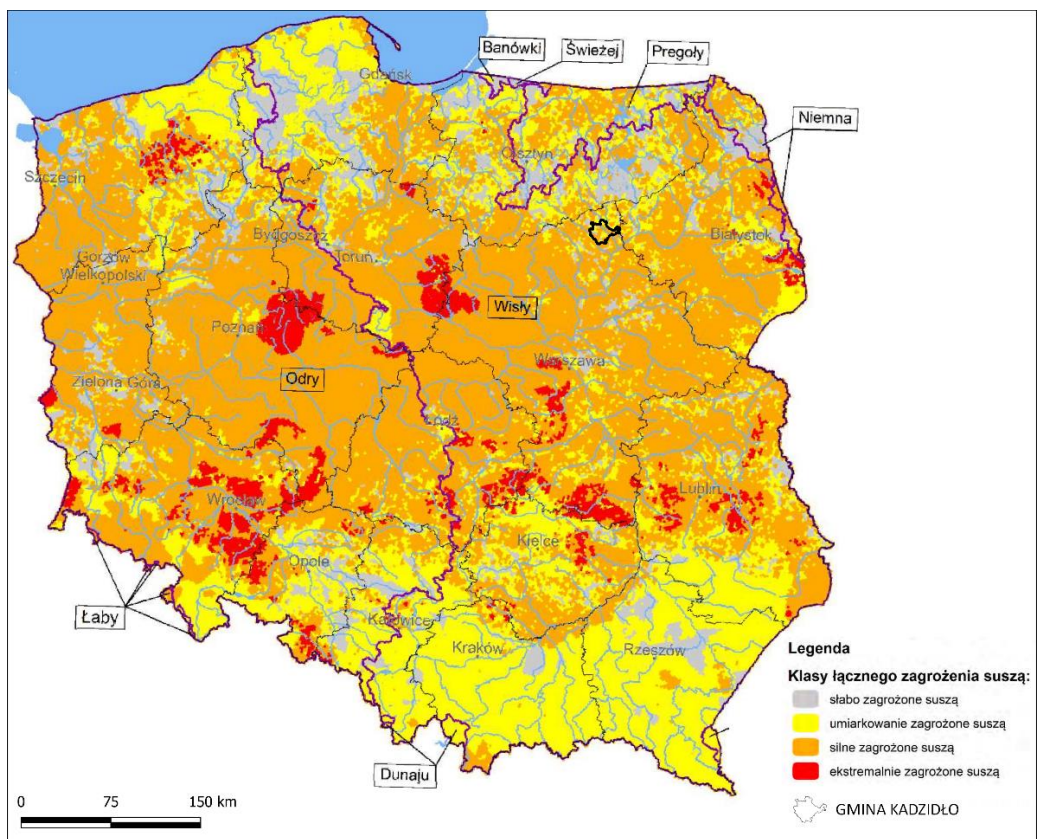 Banówki
Świeżej
Pregoły
Gdańsk
Niemna
Olsztyn
Szczecin
Białystok
Bydgoszcz
Gorzów
Wielkopolski
Toruń
Wisły
Poznań
Warszawa
Zielona Góra
Odry
Łódź
Wrocław
Lublin
Kielce
Opole
Łaby
Katowice
Kraków
Rzeszów
Dunaju
Legenda
Klasy łącznego zagrożenia suszą:
słabo zagrożone suszą
umiarkowanie zagrożone suszą
silne zagrożone suszą
ekstremalnie zagrożone suszą
GMINA KADZIDŁO
0 75 150 km